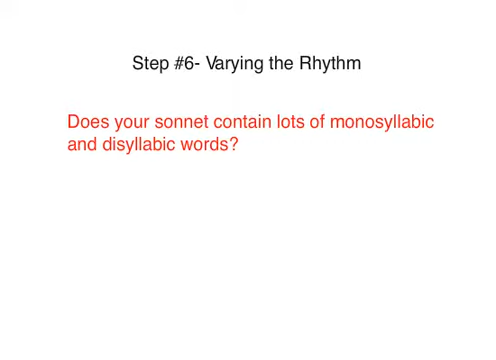 Step #6- Varying the Rhythm
Does your sonnet contain lots of monosyllabic
and disyllabic words?